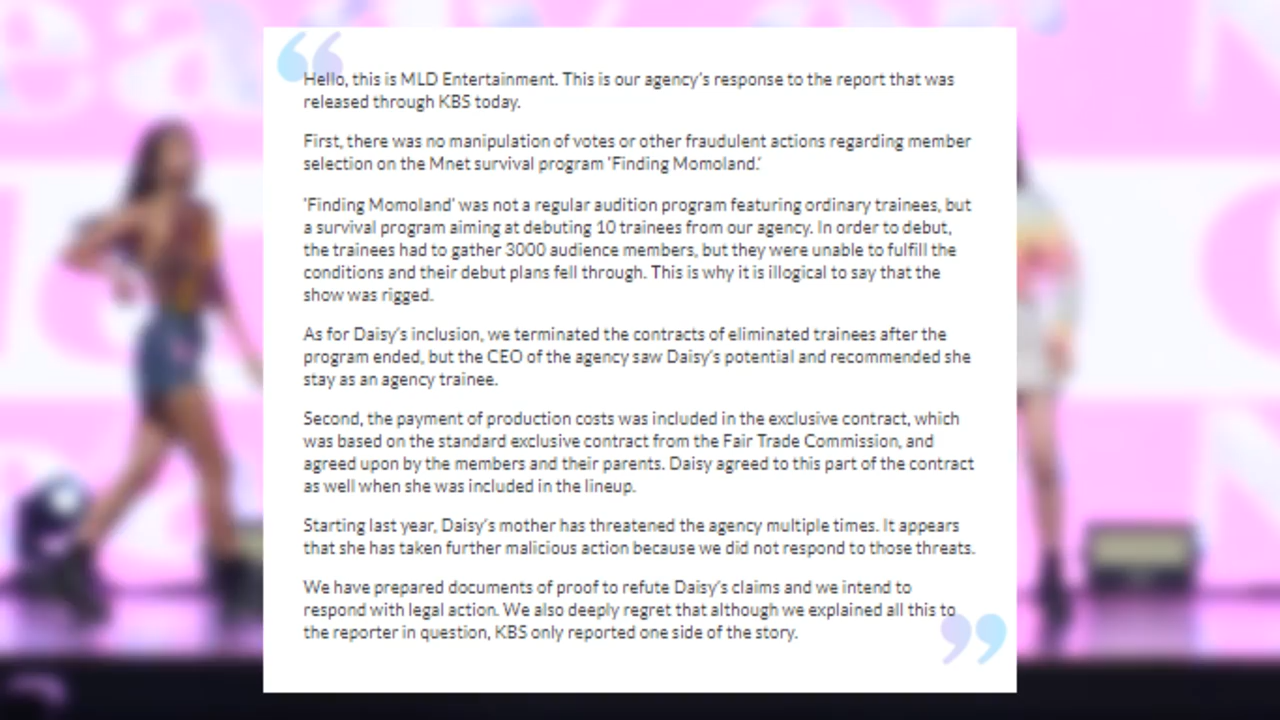 Hello, this is MLD Entertainment. This is our agency's response to the report that was
released through KBS today.
First, there was no manipulation of votes or other fraudulent actions regarding member
selection on the Mnet survival program 'Finding Momoland.'
'Finding Momoland' was not a regular audition program featuring ordinary trainees, but
a survival program aiming at debuting 10 trainees from our agency. In order to debut,
the trainees had to gather 3000 audience members, but they were unable to fulfill the
conditions and their debut plans fell through. This is why it is illogical to say that the
show was rigged.
As for Daisy's inclusion, we terminated the contracts of eliminated trainees after the
program ended, but the CEO of the agency saw Daisy's potential and recommended she
stay as an agency trainee.
Second, the payment of production costs was included in the exclusive contract, which
was based on the standard exclusive contract from the Fair Trade Commission, and
agreed upon by the members and their parents. Daisy agreed to this part of the contract
as well when she was included in the lineup.
Starting last year, Daisy's mother has threatened the agency multiple times. It appears
that she has taken further malicious action because we did not respond to those threats.
We have prepared documents of proof to refute Daisy's claims and we intend to
respond with legal action. We also deeply regret that although we explained all this to
the reporter in question, KBS only reported one side of the story.